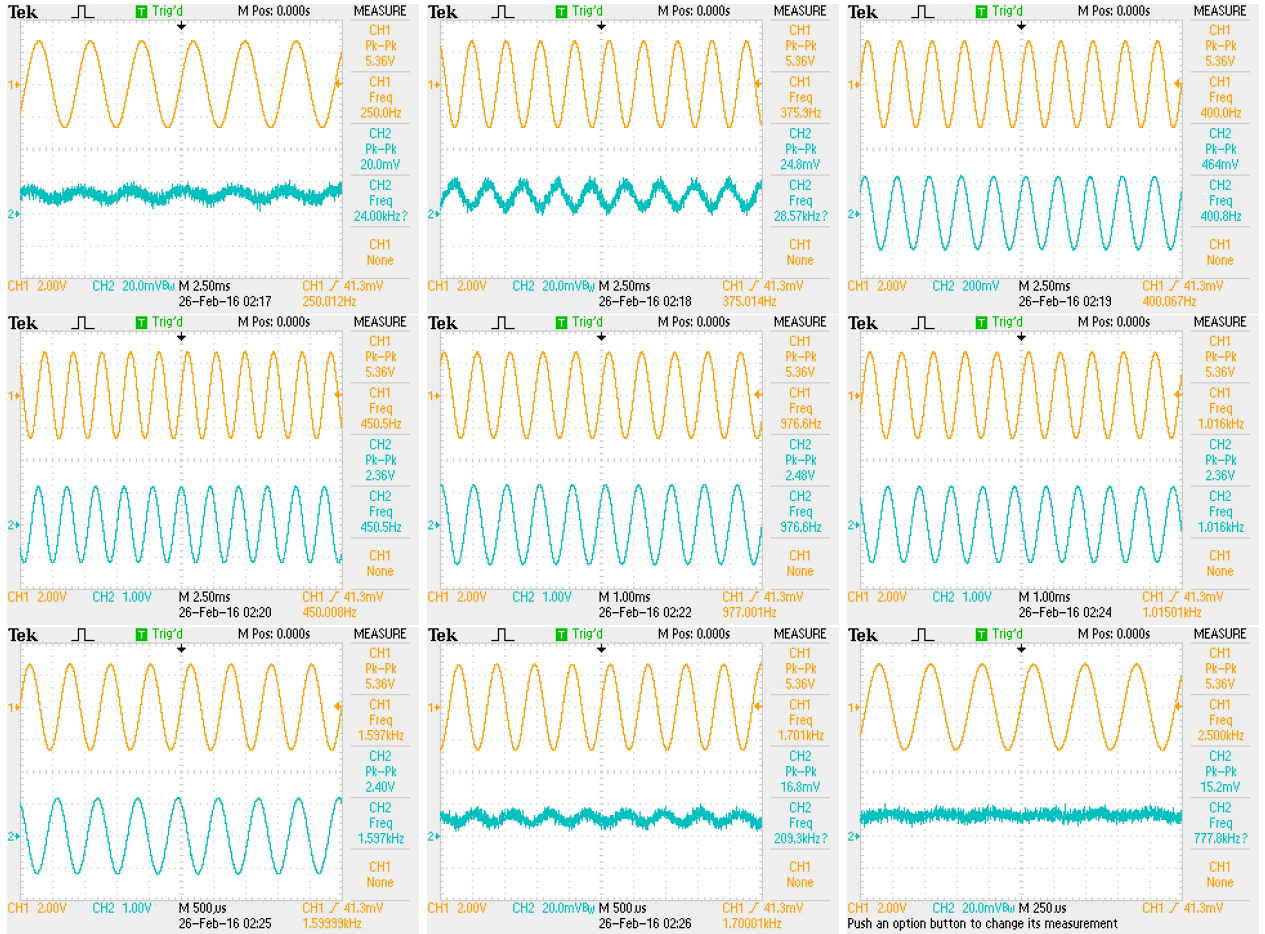 Tek Trig'd M Pos: 0.000s MEASURE
CH1
Pk-Pk
5.36V
1
CH1
Freq
250.0Hz
CH2
Pk-Pk
20.0mV
CH2
Freq
2
24.00kHz?
CH1
None
CH1 2.00V CH2 20.0mVBW M 2.50ms CH1 41.3mV
26-Feb-16 02:17 250.012Hz
Tek Trig'd M Pos: 0.000s MEASURE
CH1
Pk-Pk
5.36V
1
CH1
Freq
375.9Hz
CH2
Pk-Pk
24.8mV
CH2
Freq
2
28.57kHz?
CH1
None
CH1 2.00V CH2 20.0mVBW M 2.50ms CH1 41.3mV
26-Feb-16 02:18 375.014Hz
Tek Trig'd M Pos: 0.000s MEASURE
CH1
Pk-Pk
5.36V
1
CH1
Freq
400.0Hz
CH2
Pk-Pk
464mV
CH2
Freq
2
400.8Hz
CH1
None
CH1 2.00V CH2 200mV M 2.50ms CH1 41.3mV
26-Feb-16 02:19 400.067Hz
Tek Trig'd M Pos: 0.000s MEASURE
CH1
Pk-Pk
5.36V
1
CH1
Freq
450.5Hz
CH2
Pk-Pk
2.36V
CH2
Freq
2
450.5Hz
CH1
None
CH1 2.00V CH2 1.00V M 2.50ms CH1 41.3mV
26-Feb-16 02:20 450.008Hz
Tek Trig'd M Pos: 0.000s MEASURE
CH1
Pk-Pk
5.36V
1
CH1
Freq
976.6Hz
CH2
Pk-Pk
2.48V
CH2
Freq
2
976.6Hz
CH1
None
CH1 2.00V CH2 1.00V M 1.00ms CH1 41.3mV
26-Feb-16 02:22 977.001Hz
Tek Trig'd M Pos: 0.000s MEASURE
CH1
Pk-Pk
5.36V
1
CH1
Freq
1.016kHz
CH2
Pk-Pk
2.36V
CH2
Freq
2
1.016kHz
CH1
None
CH1 2.00V CH2 1.00V M 1.00ms CH1 41.3mV
26-Feb-16 02:24 1.01501kHz
Tek Trig'd M Pos: 0.000s MEASURE
CH1
Pk-Pk
5.36V
1
CH1
Freq
1.597kHz
CH2
Pk-Pk
2.40V
CH2
Freq
2
1.597kHz
CH1
None
CH1 2.00V CH2 1.00V M 500µs CH1 41.3mV
26-Feb-16 02:25 1.59999kHz
Tek Trig'd M Pos: 0.000s MEASURE
CH1
Pk-Pk
5.36V
1
CH1
Freq
1.701kHz
CH2
Pk-Pk
16.8mV
CH2
Freq
2
209.3kHz?
CH1
None
CH1 2.00V CH2 20.0mVBW M 500µs CH1 41.3mV
26-Feb-16 02:26 1.70001kHz
Tek Trig'd M Pos: 0.000s MEASURE
CH1
Pk-Pk
5.36V
1
CH1
Freq
2.500kHz
CH2
Pk-Pk
15.2mV
CH2
Freq
2
777.8kHz?
CH1
None
CH1 2.00V CH2 20.0mVBW M 250µs CH1 41.3mV
Push an option button to change its measurement